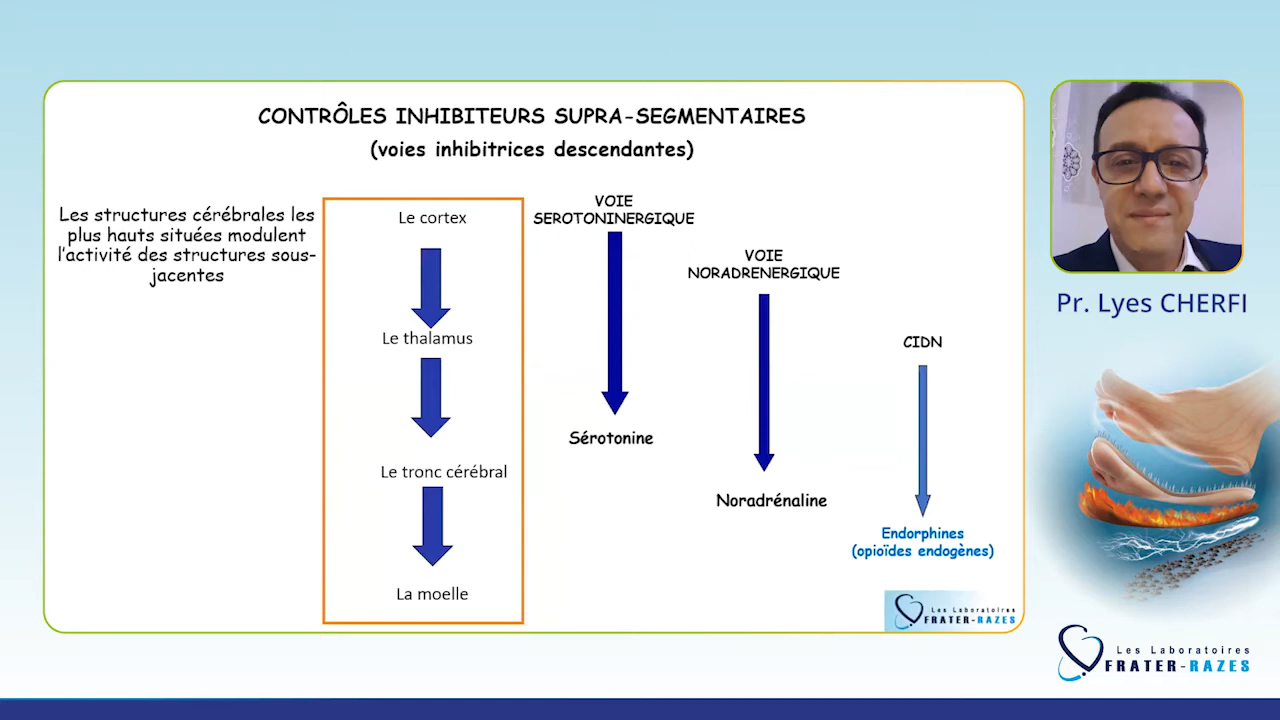 CONTRÔLES INHIBITEURS SUPRA-SEGMENTAIRES
(voies inhibitrices descendantes)
Les structures cérébrales les
plus hauts situées modulent
l'activité des structures sous-
jacentes
Le cortex
Le thalamus
Le tronc cérébral
La moelle
VOIE
SEROTONINERGIQUE
Sérotonine
VOIE
NORADRENERGIQUE
Noradrénaline
CIDN
Endorphines
(opioïdes endogènes)
Les Laboratoires
FRATER-RAZES
Pr. Lyes CHERFI
Les Laboratoires
FRATER-RAZES